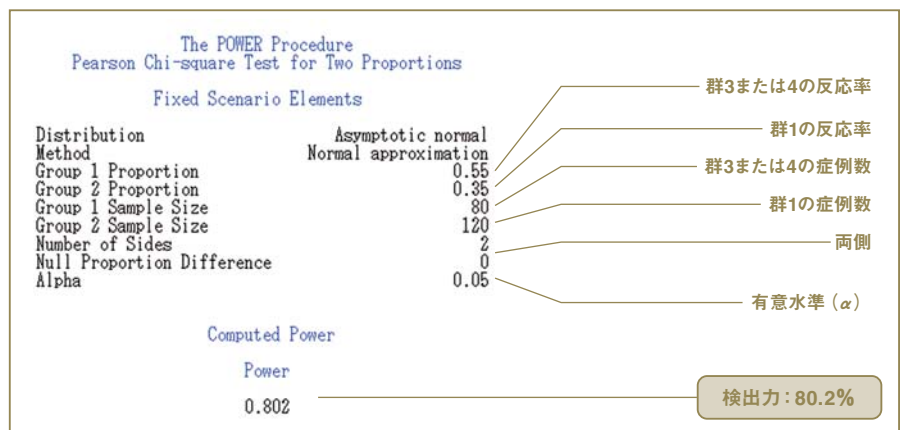 The POWER Procedure
Pearson Chi-square Test for Two Proportions
Fixed Scenario Elements
Distribution Asymptotic normal
Method Normal approximation
Group 1 Proportion 0.55
Group 2 Proportion 0.35
Group 1 Sample Size 80
Group 2 Sample Size 120
Number of Sides 2
Null Proportion Difference 0
Alpha 0.05
群3または4の反応率
群1の反応率
群3または4の症例数
群1の症例数
両側
有意水準（α）
Computed Power
Power
0.802
検出力：80.2%